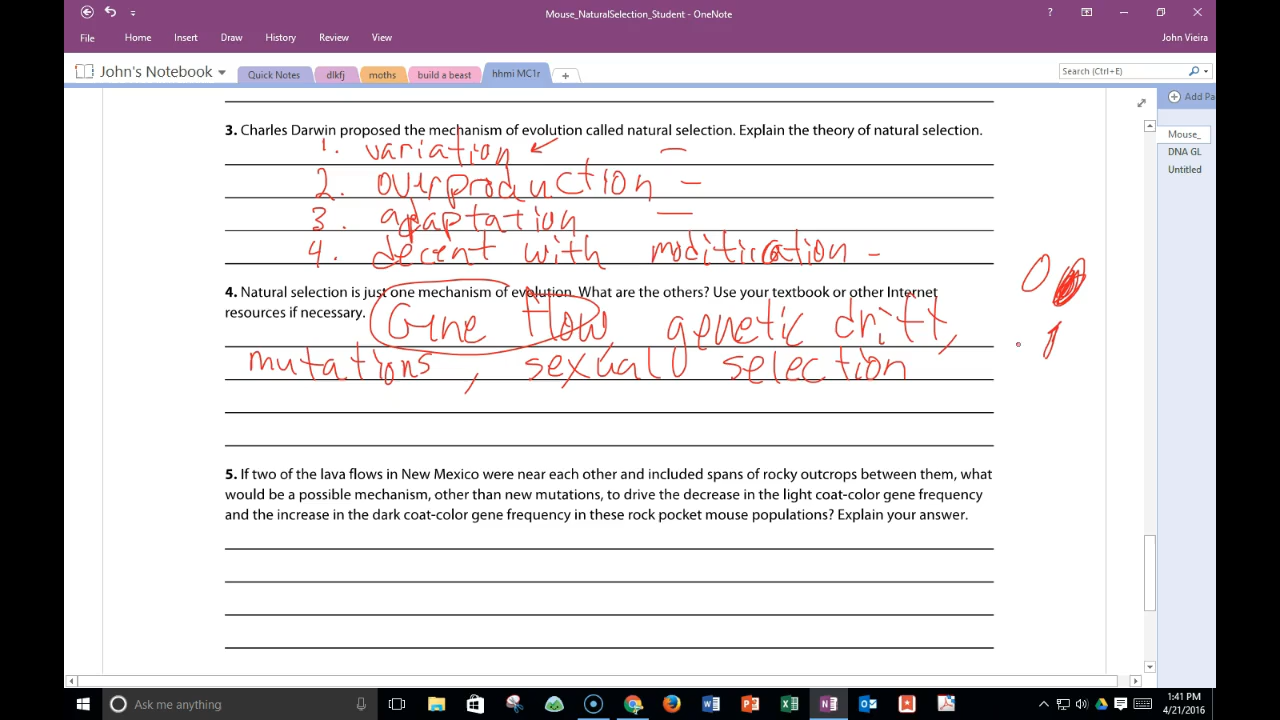 Mouse_NaturalSelection_Student - OneNote
?
File Home Insert Draw History Review View
John Vieira
John's Notebook
Quick Notes dlkfj moths build a beast hhmi MC1r
Search (Ctrl+E)
Add Pa
Mouse_
DNA GL
Untitled
3. Charles Darwin proposed the mechanism of evolution called natural selection. Explain the theory of natural selection.
1. variation
2. overproduction -
3. adaptation -
4. decent with modification -
4. Natural selection is just one mechanism of evolution. What are the others? Use your textbook or other Internet
resources if necessary.
Gene flow, genetic drift,
mutations, sexual selection
5. If two of the lava flows in New Mexico were near each other and included spans of rocky outcrops between them, what
would be a possible mechanism, other than new mutations, to drive the decrease in the light coat-color gene frequency
and the increase in the dark coat-color gene frequency in these rock pocket mouse populations? Explain your answer.
Ask me anything
1:41 PM
4/21/2016